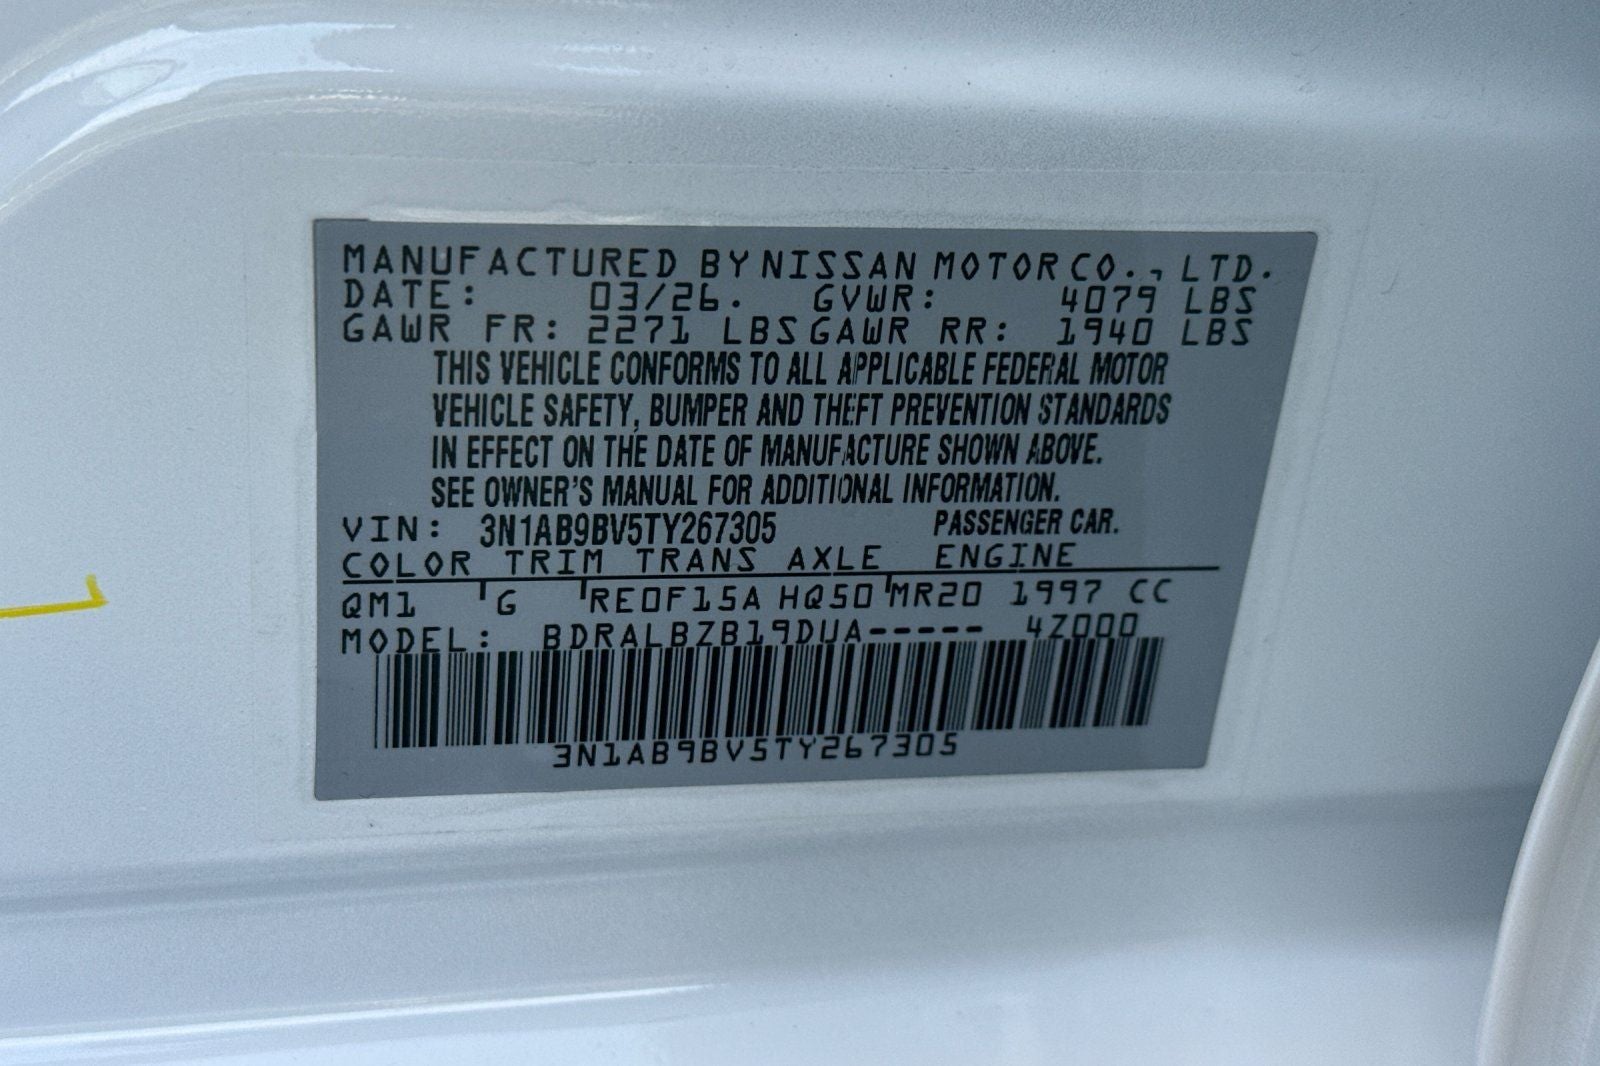 MANUFACTURED BY NISSAN MOTOR CO., LTD.
DATE: 03/26. GVWR: 4079 LBS
GAWR FR: 2271 LBS GAWR RR: 1940 LBS
THIS VEHICLE CONFORMS TO ALL APPLICABLE FEDERAL MOTOR
VEHICLE SAFETY, BUMPER AND THEFT PREVENTION STANDARDS
IN EFFECT ON THE DATE OF MANUFACTURE SHOWN ABOVE.
SEE OWNER'S MANUAL FOR ADDITIONAL INFORMATION.
VIN: 3N1AB9BV5TY267305 PASSENGER CAR.
COLOR TRIM TRANS AXLE ENGINE
QM1 G RE0F15A HQ50 MR20 1997 CC
MODEL: BDRALBZB19DUA----- 4Z000
3N1AB9BV5TY267305